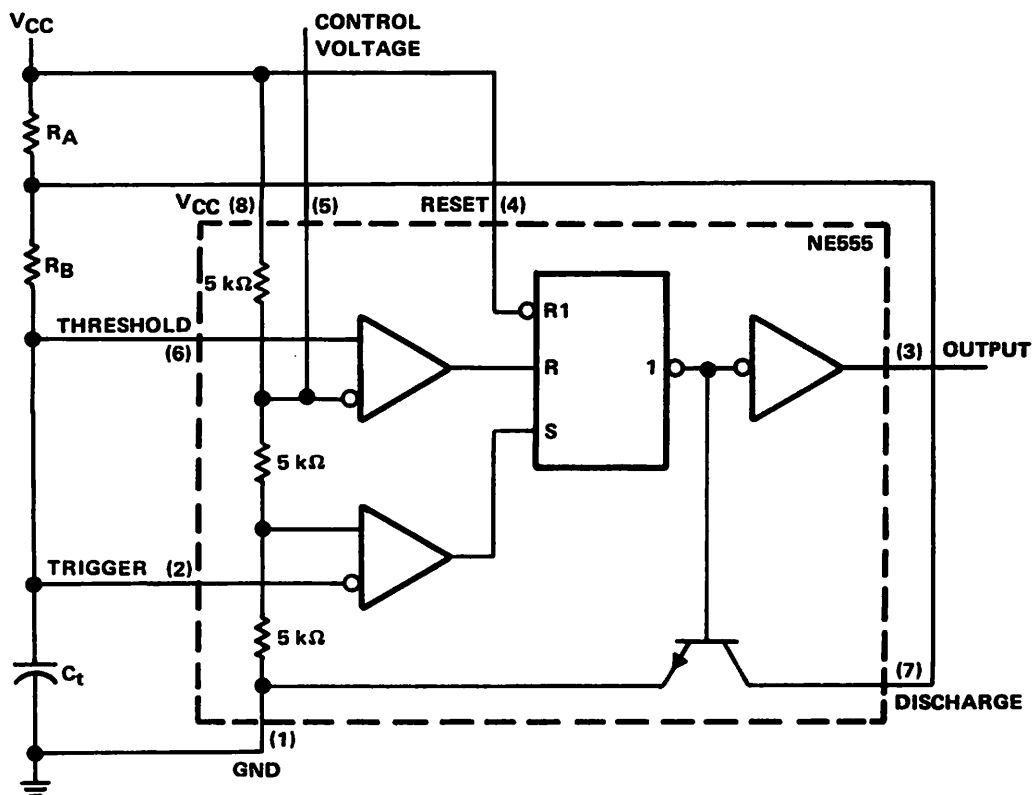 VCC
CONTROL
VOLTAGE
RA
VCC (8)
(5)
RESET (4)
NE555
RB
5 kΩ
R1
THRESHOLD
(6)
R
1
(3)
OUTPUT
S
5 kΩ
TRIGGER (2)
5 kΩ
Ct
(7)
DISCHARGE
(1)
GND